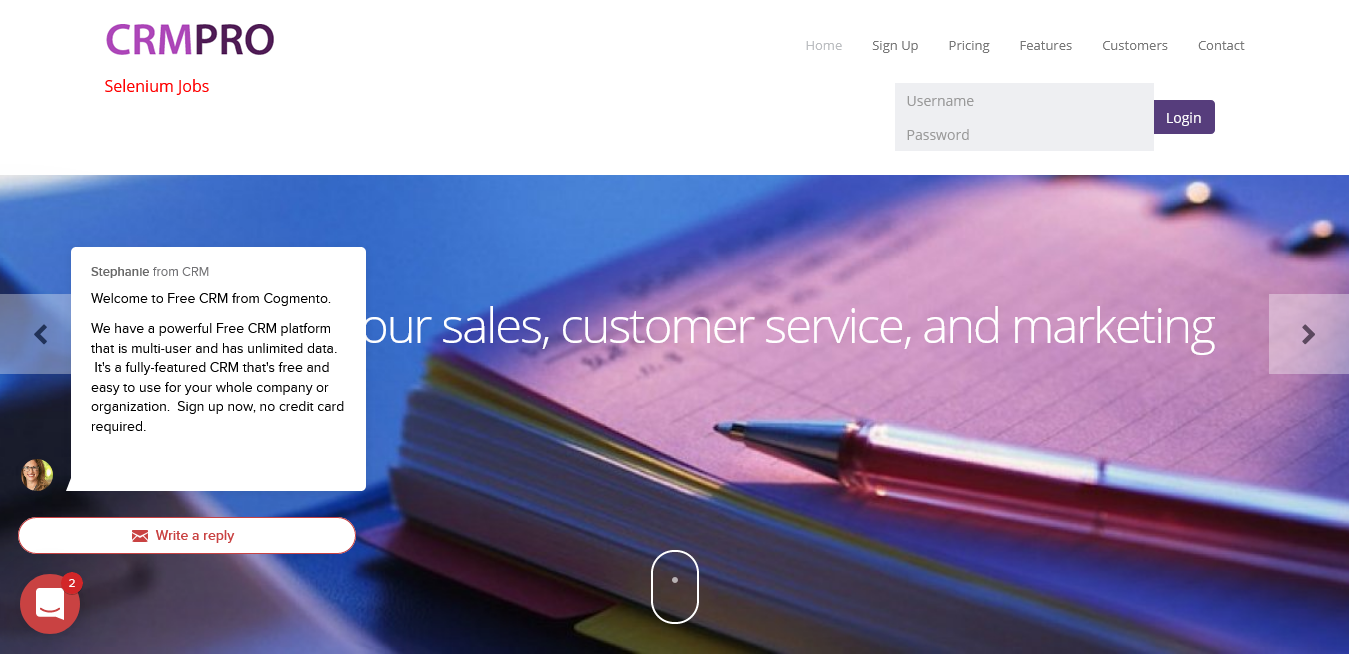 CRMPRO
Home Sign Up Pricing Features Customers Contact
Selenium Jobs
Username
Login
Password
Stephanie from CRM
Welcome to Free CRM from Cogmento.
We have a powerful Free CRM platform
that is multi-user and has unlimited data.
It's a fully-featured CRM that's free and
easy to use for your whole company or
organization. Sign up now, no credit card
required.
our sales, customer service, and marketing
Write a reply
2